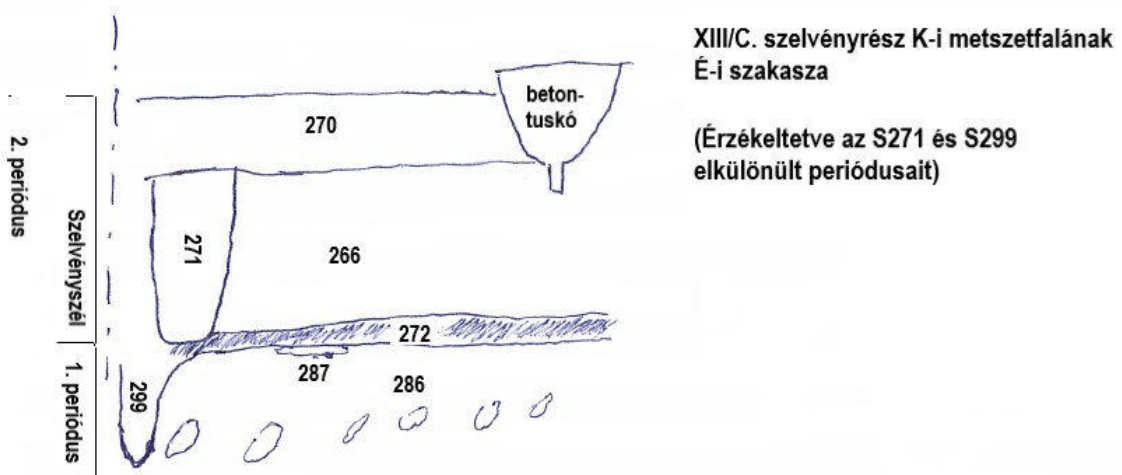 XIII/C. szelvényrész K-i metszetfalának
É-i szakasza
(Érzékeltetve az S271 és S299
elkülönült periódusait)
2. periódus
Szelvényszél
1. periódus
270
beton-
tuskó
271
266
272
287
286
299